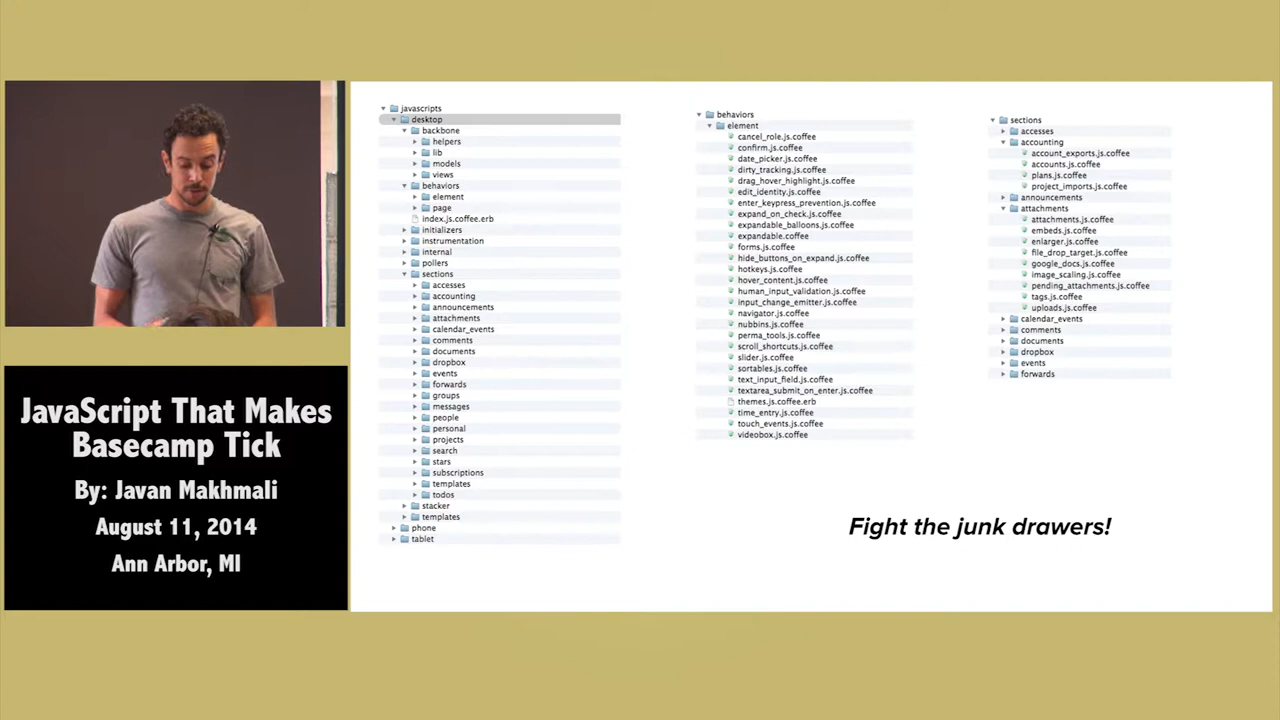 JavaScript That Makes
Basecamp Tick
By: Javan Makhmali
August 11, 2014
Ann Arbor, MI
javascripts
desktop
backbone
helpers
lib
models
views
behaviors
element
page
index.js.coffee.erb
initializers
instrumentation
internal
pollers
sections
accesses
accounting
announcements
attachments
calendar_events
comments
documents
dropbox
events
forwards
groups
messages
people
personal
projects
search
stars
subscriptions
templates
todos
stacker
templates
phone
tablet
behaviors
element
cancel_role.js.coffee
confirm.js.coffee
date_picker.js.coffee
dirty_tracking.js.coffee
drag_hover_highlight.js.coffee
edit_identity.js.coffee
enter_keypress_prevention.js.coffee
expand_on_check.js.coffee
expandable_balloons.js.coffee
expandable.coffee
forms.js.coffee
hide_buttons_on_expand.js.coffee
hotkeys.js.coffee
hover_content.js.coffee
human_input_validation.js.coffee
input_change_emitter.js.coffee
navigator.js.coffee
nubbins.js.coffee
perma_tools.js.coffee
scroll_shortcuts.js.coffee
slider.js.coffee
sortables.js.coffee
text_input_field.js.coffee
textarea_submit_on_enter.js.coffee
themes.js.coffee.erb
time_entry.js.coffee
touch_events.js.coffee
videobox.js.coffee
sections
accesses
accounting
account_exports.js.coffee
accounts.js.coffee
plans.js.coffee
project_imports.js.coffee
announcements
attachments
attachments.js.coffee
embeds.js.coffee
enlarger.js.coffee
file_drop_target.js.coffee
google_docs.js.coffee
image_scaling.js.coffee
pending_attachments.js.coffee
tags.js.coffee
uploads.js.coffee
calendar_events
comments
documents
dropbox
events
forwards
Fight the junk drawers!